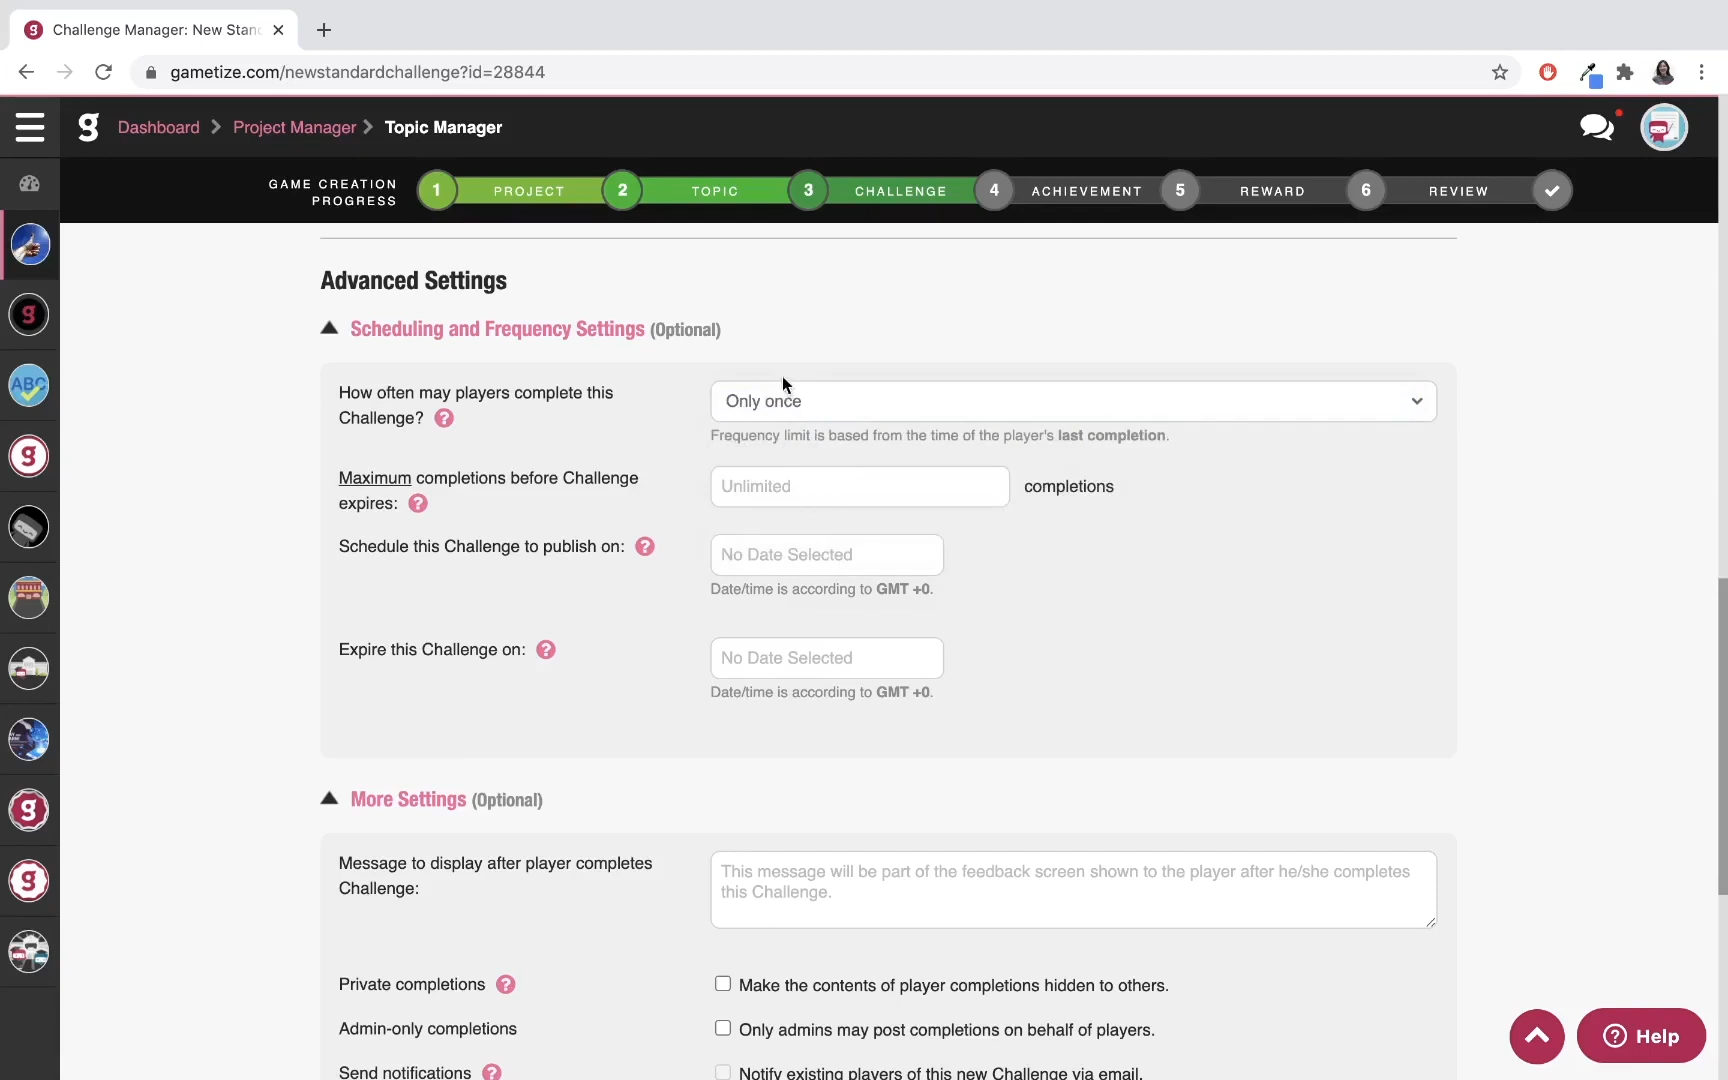 Challenge Manager: New Stand
gametize.com/newstandardchallenge?id=28844
g Dashboard Project Manager Topic Manager
GAME CREATION PROGRESS
1 PROJECT 2 TOPIC 3 CHALLENGE 4 ACHIEVEMENT 5 REWARD 6 REVIEW
Advanced Settings
Scheduling and Frequency Settings (Optional)
How often may players complete this
Challenge? ?
Only once
Frequency limit is based from the time of the player's last completion.
Maximum completions before Challenge
expires: ?
Unlimited
completions
Schedule this Challenge to publish on: ?
No Date Selected
Date/time is according to GMT +0.
Expire this Challenge on: ?
No Date Selected
Date/time is according to GMT +0.
More Settings (Optional)
Message to display after player completes
Challenge:
This message will be part of the feedback screen shown to the player after he/she completes
this Challenge.
Private completions ?
Make the contents of player completions hidden to others.
Admin-only completions
Only admins may post completions on behalf of players.
Send notifications ?
Notify existing players of this new Challenge via email.
g
ABC
g
g
g
? Help